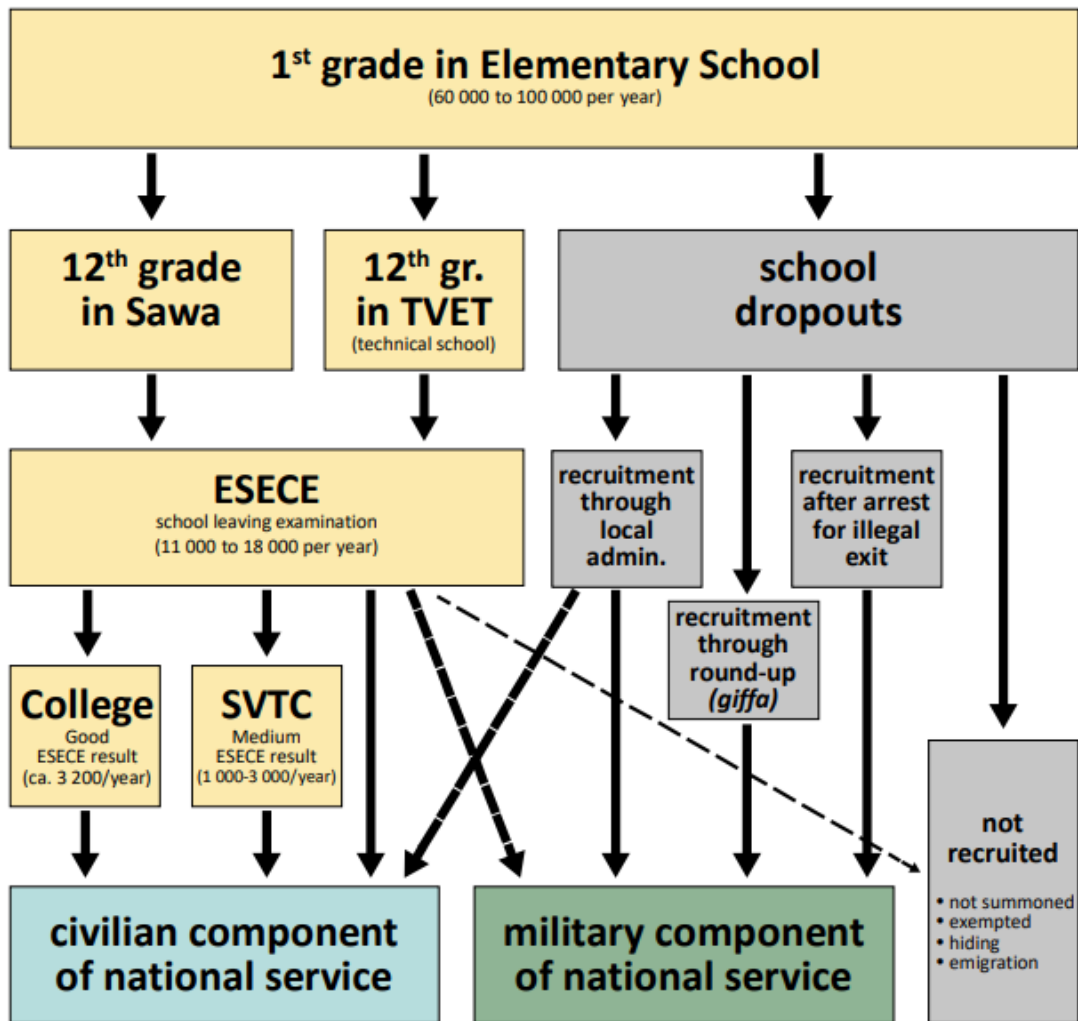 1st grade in Elementary School
(60 000 to 100 000 per year)
12th grade
in Sawa
12th gr.
in TVET
(technical school)
school
dropouts
ESECE
school leaving examination
(11 000 to 18 000 per year)
recruitment
through
local
admin.
recruitment
through
round-up
(giffa)
recruitment
after arrest
for illegal
exit
College
Good
ESECE result
(ca. 3 200/year)
SVTC
Medium
ESECE result
(1 000-3 000/year)
not
recruited
• not summoned
• exempted
• hiding
• emigration
civilian component
of national service
military component
of national service